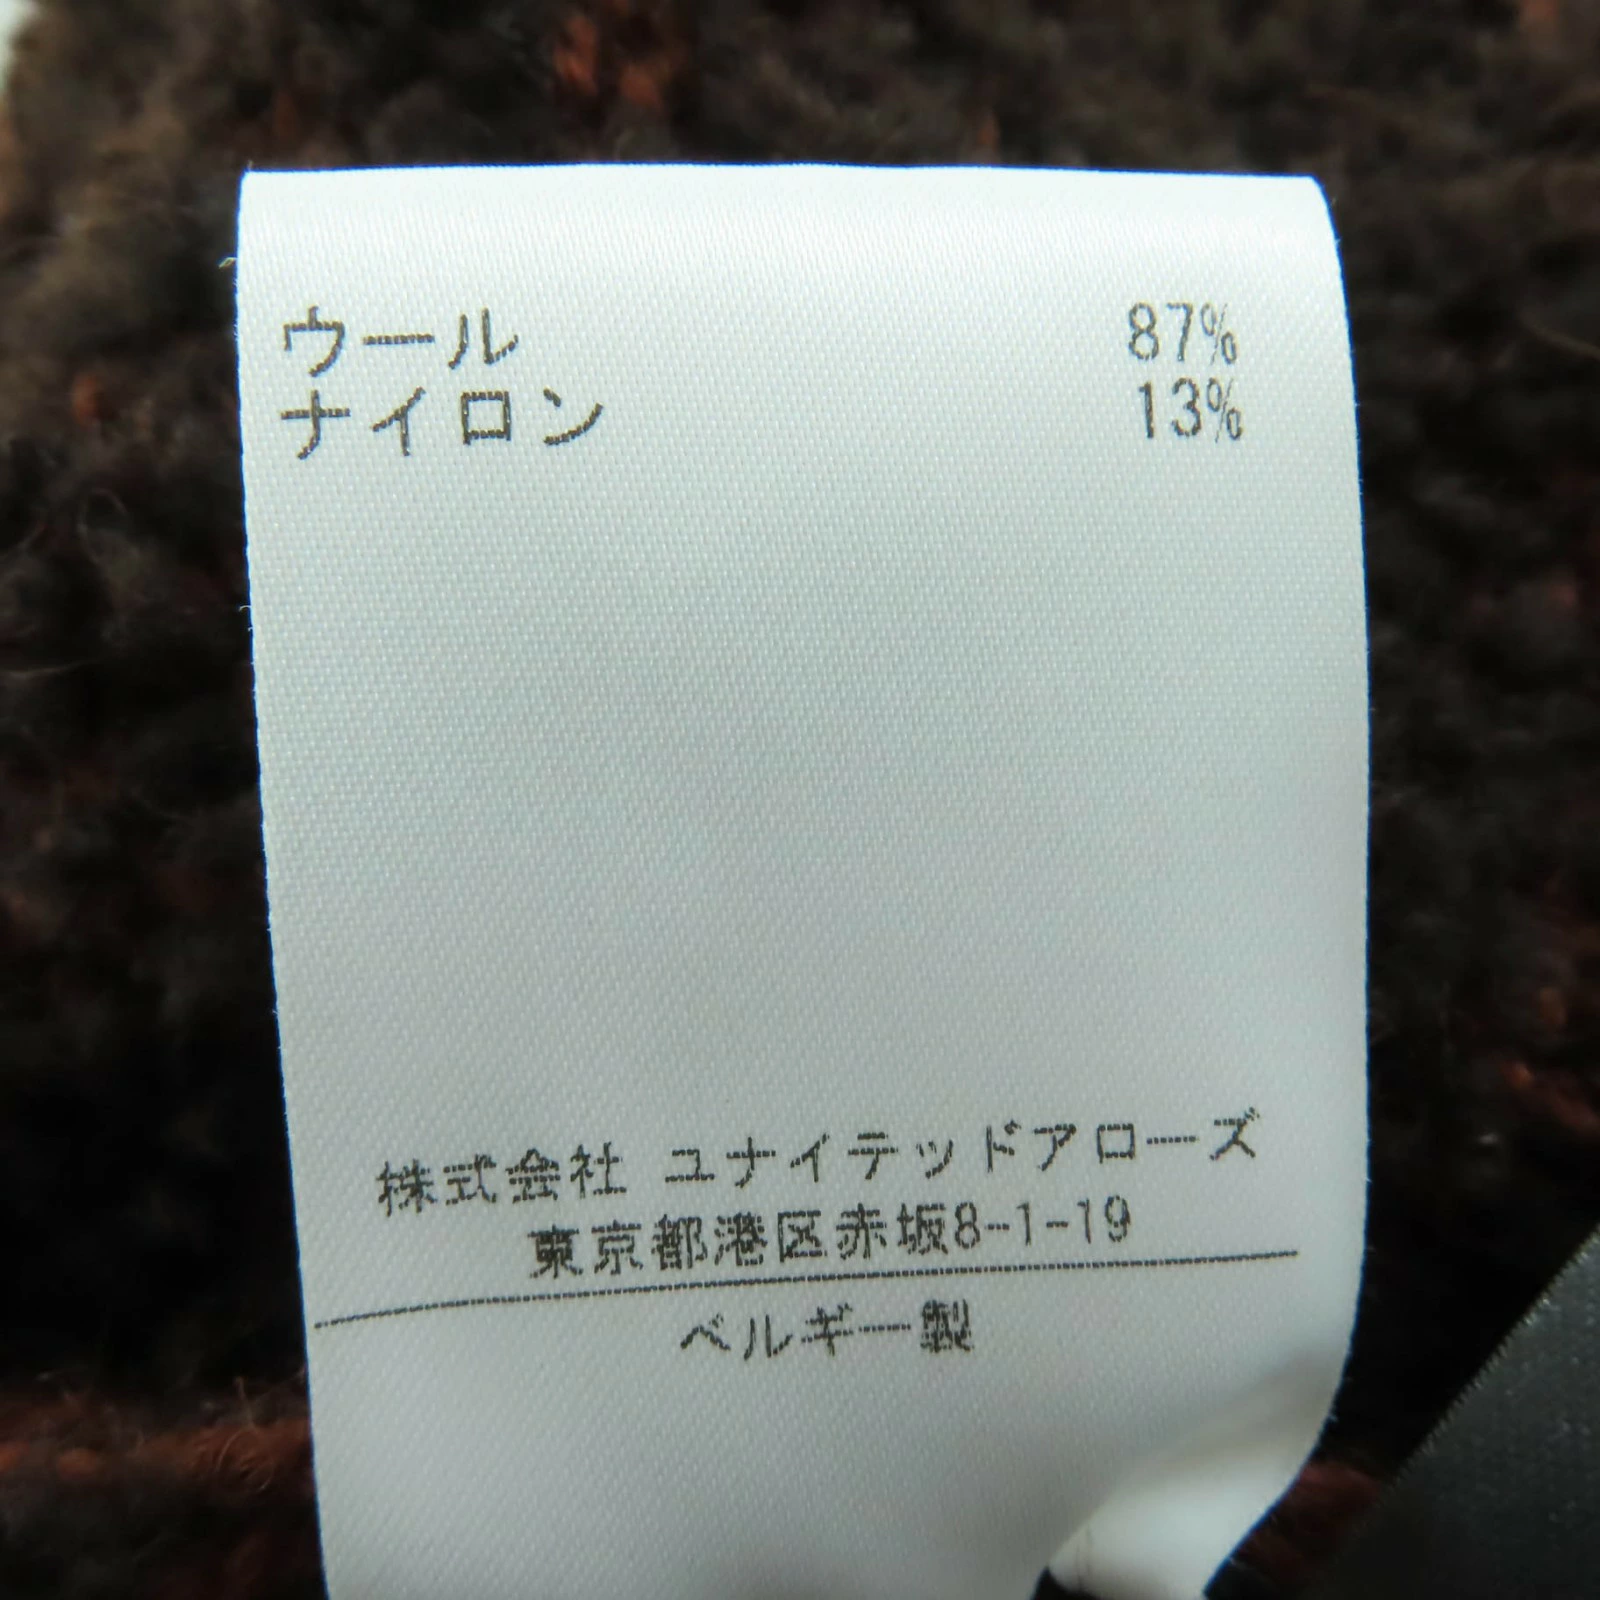 ウール 87%
ナイロン 13%
株式会社 ユナイテッドアローズ
東京都港区赤坂8-1-19
ベルギー製